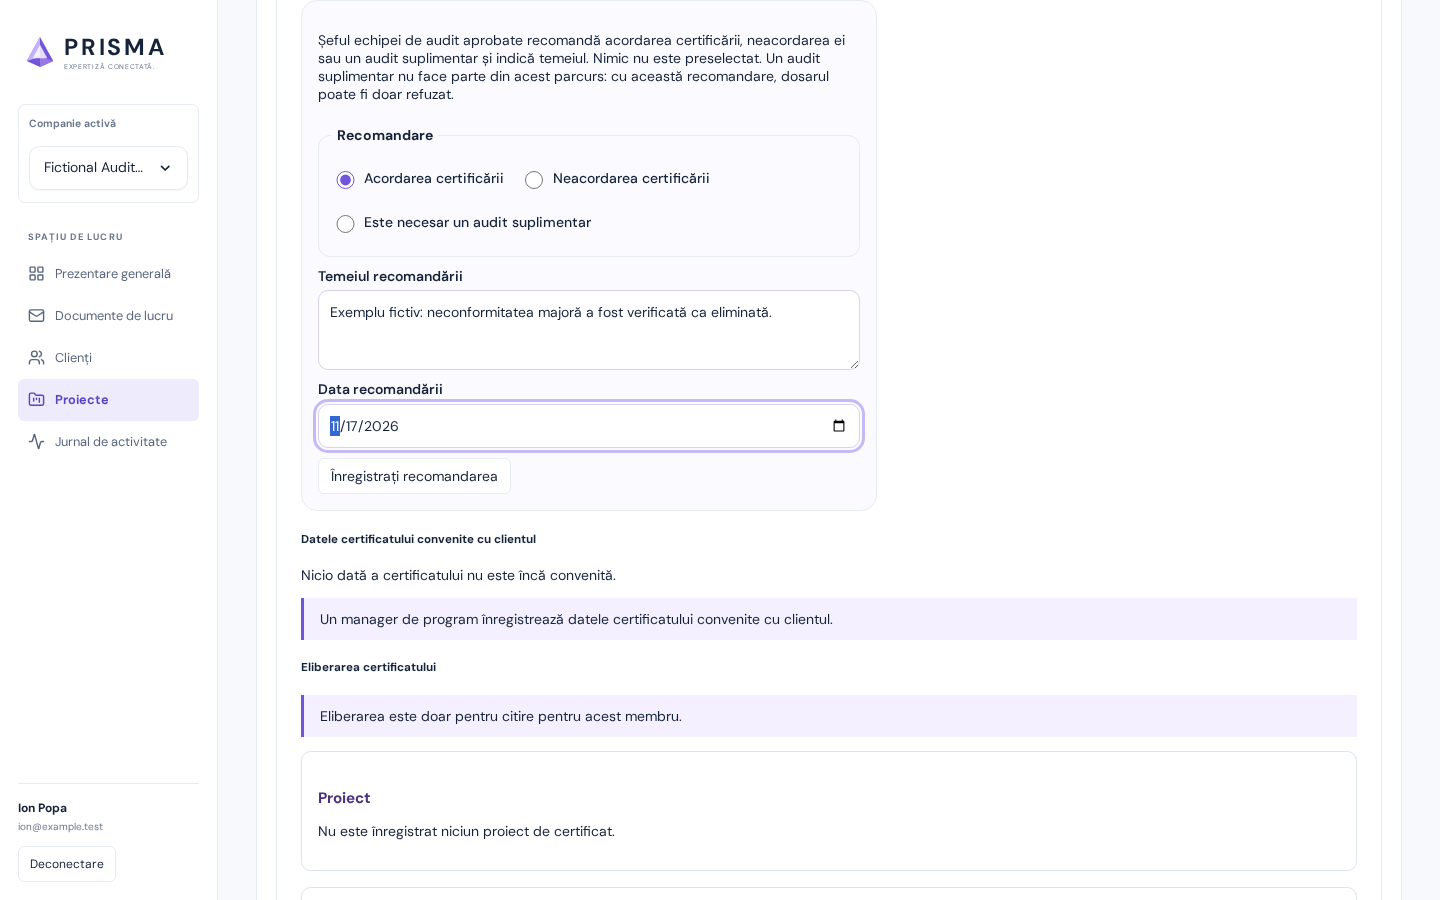 PRISMA
EXPERTIZĂ CONECTATĂ.
Companie activă
Fictional Audit...
SPAȚIU DE LUCRU
Prezentare generală
Documente de lucru
Clienți
Proiecte
Jurnal de activitate
Ion Popa
ion@example.test
Deconectare
Șeful echipei de audit aprobate recomandă acordarea certificării, neacordarea ei
sau un audit suplimentar și indică temeiul. Nimic nu este preselectat. Un audit
suplimentar nu face parte din acest parcurs: cu această recomandare, dosarul
poate fi doar refuzat.
Recomandare
Acordarea certificării
Neacordarea certificării
Este necesar un audit suplimentar
Temeiul recomandării
Exemplu fictiv: neconformitatea majoră a fost verificată ca eliminată.
Data recomandării
11/17/2026
Înregistrați recomandarea
Datele certificatului convenite cu clientul
Nicio dată a certificatului nu este încă convenită.
Un manager de program înregistrează datele certificatului convenite cu clientul.
Eliberarea certificatului
Eliberarea este doar pentru citire pentru acest membru.
Proiect
Nu este înregistrat niciun proiect de certificat.